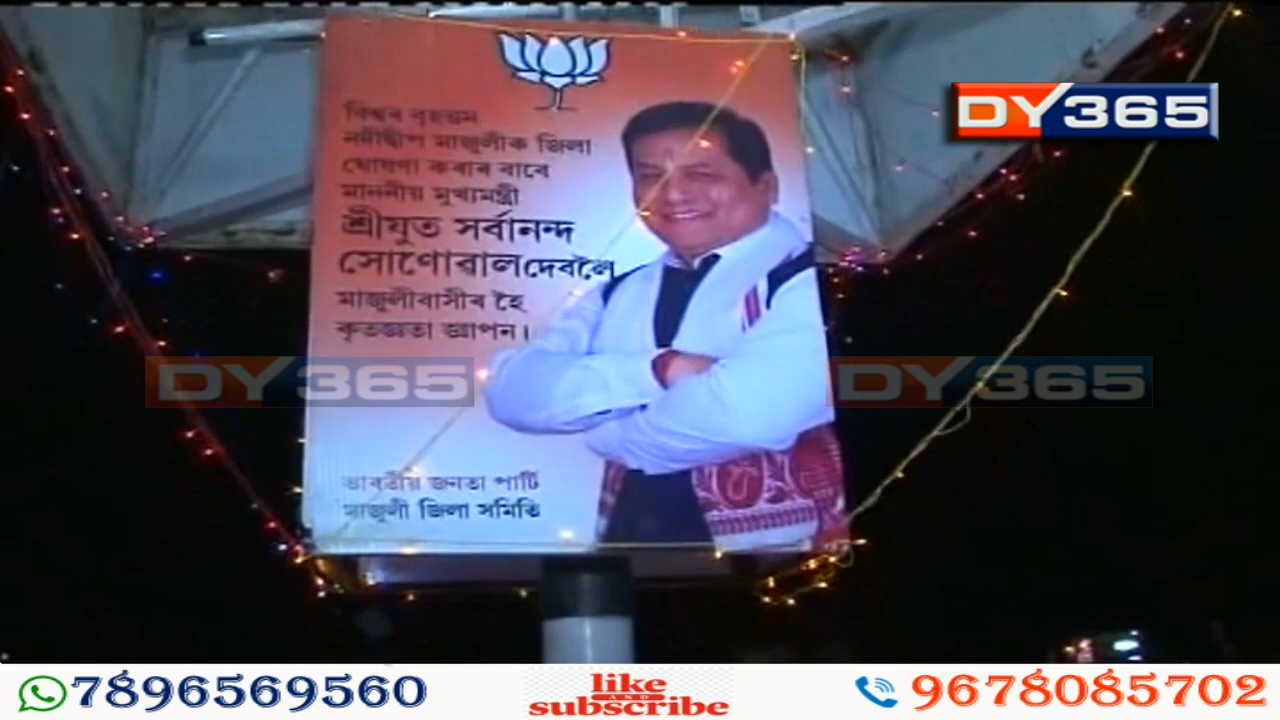 DY365
বিশ্বৰ বৃহত্তম
নদীদ্বীপ মাজুলীক জিলা
ঘোষণা কৰাৰ বাবে
মাননীয় মুখ্যমন্ত্ৰী
শ্ৰীযুত সৰ্বানন্দ
সোণোৱালদেৱলৈ
মাজুলীবাসীৰ হৈ
কৃতজ্ঞতা জ্ঞাপন।
DY365
DY365
ভাৰতীয় জনতা পাৰ্টি
মাজুলী জিলা সমিতি
7896569560
like
AND
subscribe
9678085702